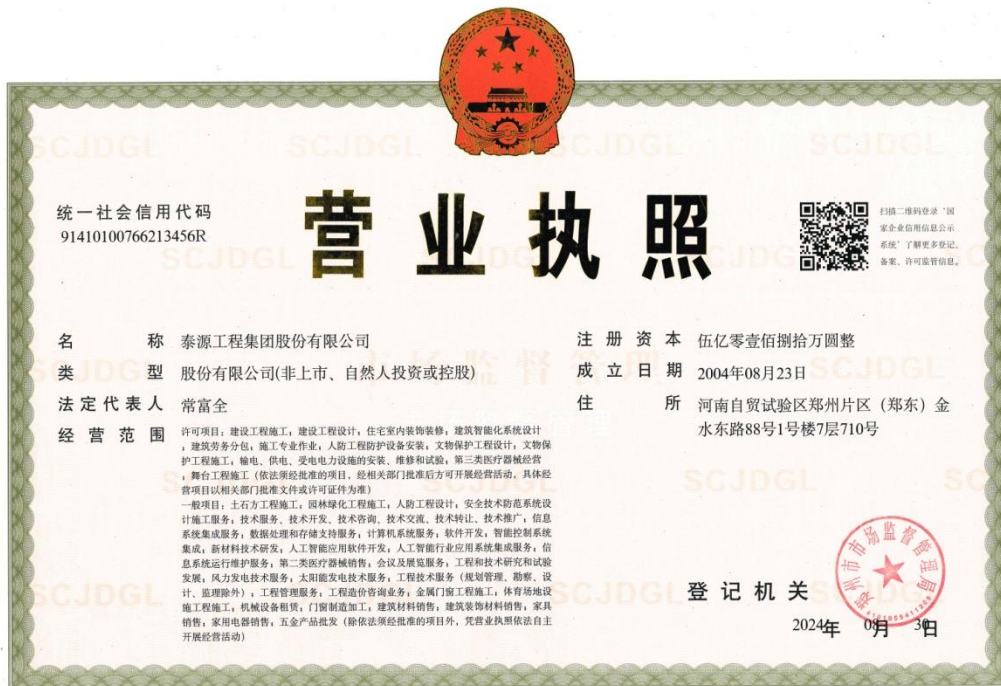 统一社会信用代码
91410100766213456R
营业执照
扫描二维码登录‘国
家企业信用信息公示
系统’了解更多登记、
备案、许可监管信息。
名称 泰源工程集团股份有限公司
类型 股份有限公司(非上市、自然人投资或控股)
法定代表人 常富全
经营范围 许可项目：建设工程施工；建设工程设计；住宅室内装饰装修；建筑智能化系统设计
；建筑劳务分包；施工专业作业；人防工程防护设备安装；文物保护工程设计；文物保
护工程施工；输电、供电、受电电力设施的安装、维修和试验；第三类医疗器械经营
；舞台工程施工（依法须经批准的项目，经相关部门批准后方可开展经营活动，具体经
营项目以相关部门批准文件或许可证件为准）
一般项目：土石方工程施工；园林绿化工程施工；人防工程设计；安全技术防范系统设
计施工服务；技术服务、技术开发、技术咨询、技术交流、技术转让、技术推广；信息
系统集成服务；数据处理和存储支持服务；计算机系统服务；软件开发；智能控制系统
集成；新材料技术研发；人工智能应用软件开发；人工智能行业应用系统集成服务；信
息系统运行维护服务；第二类医疗器械销售；会议及展览服务；工程和技术研究和试验
发展；风力发电技术服务；太阳能发电技术服务；工程技术服务（规划管理、勘察、设
计、监理除外）；工程管理服务；工程造价咨询业务；金属门窗工程施工；体育场地设
施工程施工；机械设备租赁；门窗制造加工；建筑材料销售；建筑装饰材料销售；家具
销售；家用电器销售；五金产品批发（除依法须经批准的项目外，凭营业执照依法自主
开展经营活动）
注册资本 伍亿零壹佰捌拾万圆整
成立日期 2004年08月23日
住所 河南自贸试验区郑州片区（郑东）金
水东路88号1号楼7层710号
登记机关
郑州市市场监督管理局
2024年 08月 30日
SCJDGL
市场监督管理